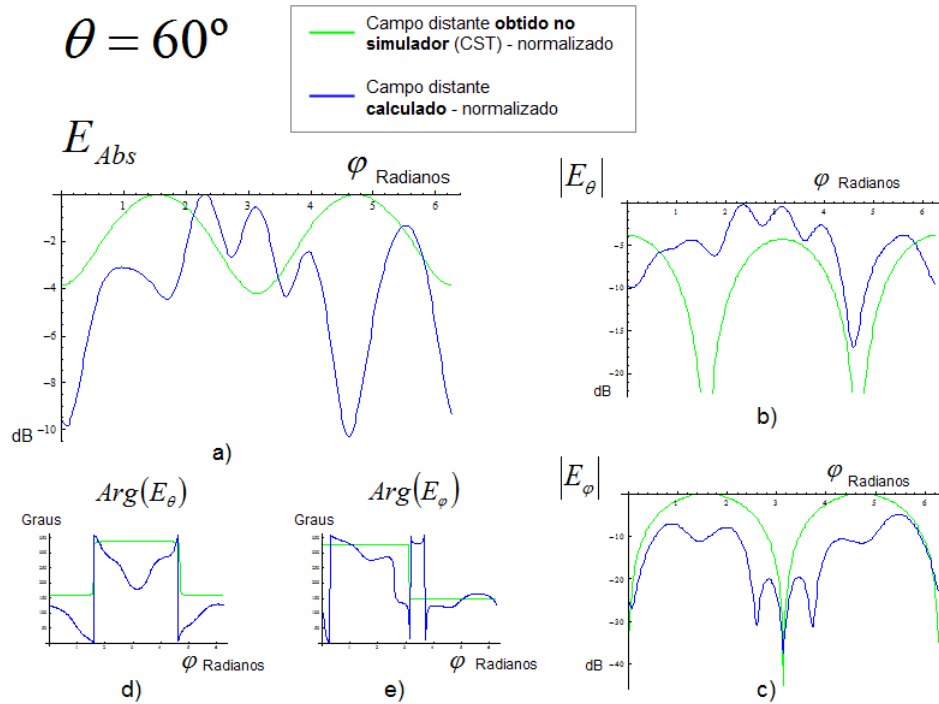 θ = 60º
Campo distante obtido no
simulador (CST) - normalizado
Campo distante
calculado - normalizado
E Abs
φ Radianos
1 2 3 4 5 6
-2
-4
-6
-8
-10
dB
a)
|E_θ|
φ Radianos
1 2 3 4 5 6
-5
-10
-15
-20
dB
b)
Arg(E_θ)
Graus
φ Radianos
d)
Arg(E_φ)
Graus
φ Radianos
e)
|E_φ|
φ Radianos
1 2 3 4 5 6
-10
-20
-30
-40
dB
c)